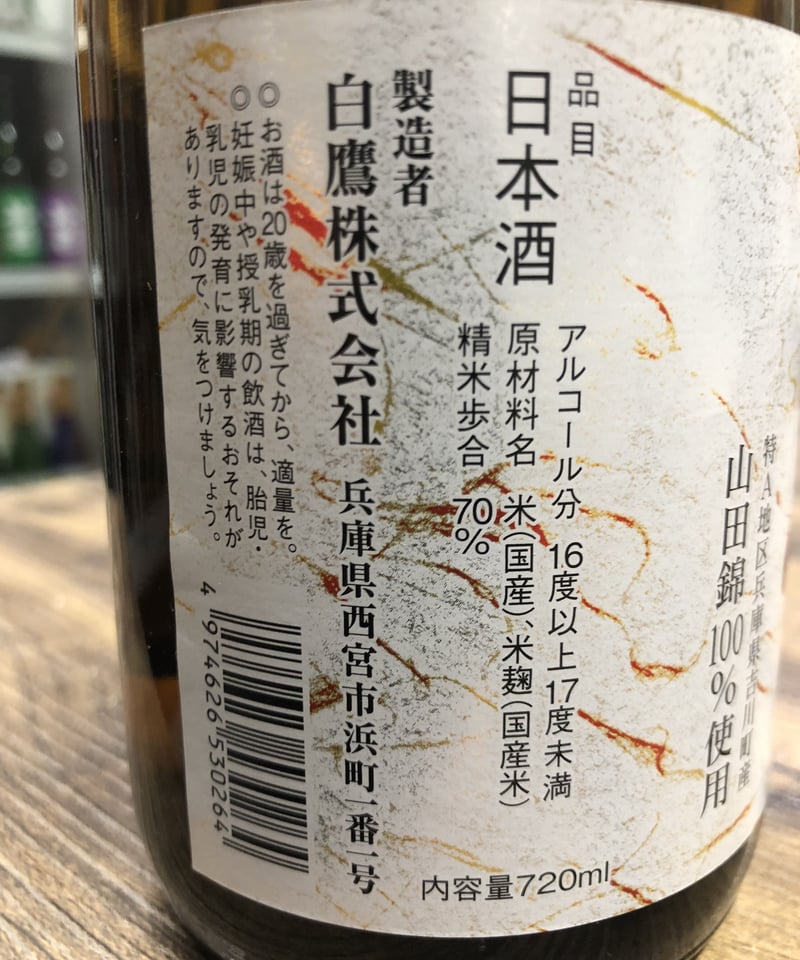 特A地区兵庫県吉川町産
山田錦100%使用
品目
日本酒
アルコール分 16度以上17度未満
原材料名 米(国産)、米麹(国産米)
精米歩合 70%
製造者
白鷹株式会社 兵庫県西宮市浜町一番一号
◎お酒は20歳を過ぎてから、適量を。
◎妊娠中や授乳期の飲酒は、胎児・
乳児の発育に影響するおそれが
ありますので、気をつけましょう。
4 974626 530264
内容量720ml